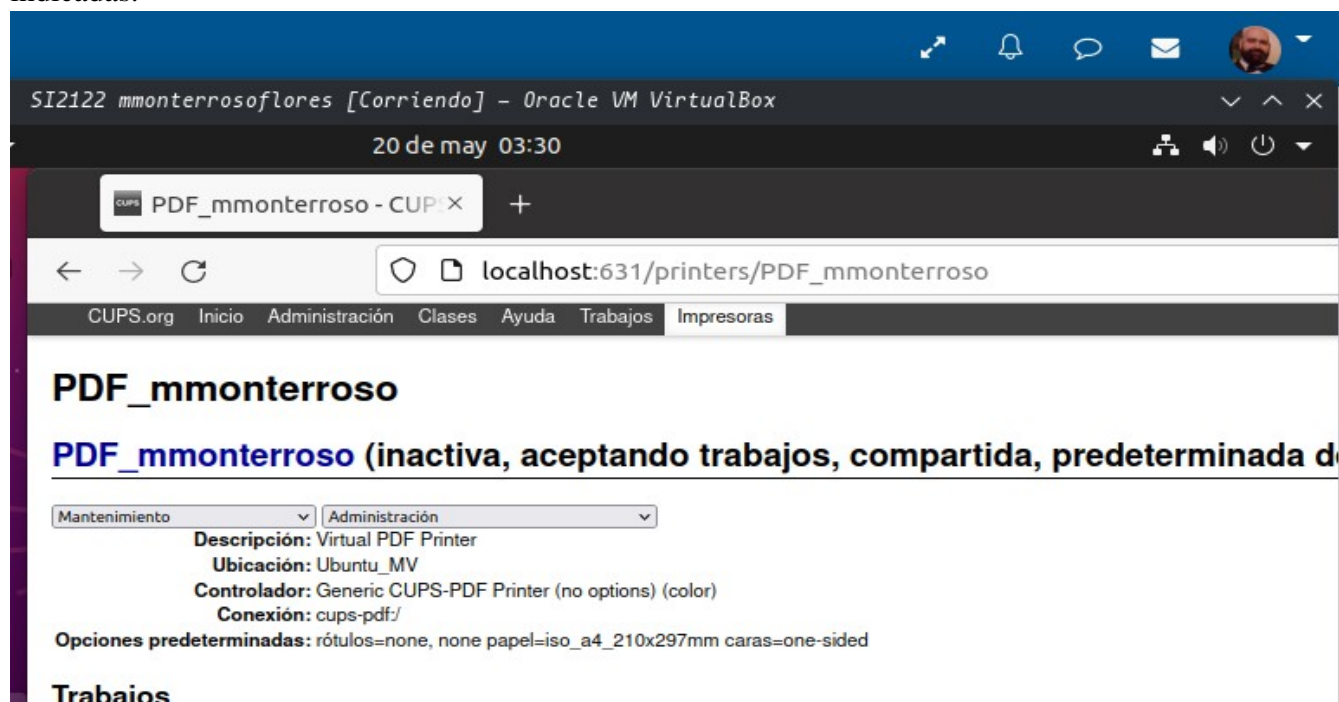 indicadas.
SI2122 mmonterrosoflores [Corriendo] – Oracle VM VirtualBox
20 de may 03:30
CUPS PDF_mmonterroso - CUP
localhost:631/printers/PDF_mmonterroso
CUPS.org Inicio Administración Clases Ayuda Trabajos Impresoras
PDF_mmonterroso
PDF_mmonterroso (inactiva, aceptando trabajos, compartida, predeterminada d
Mantenimiento Administración
Descripción: Virtual PDF Printer
Ubicación: Ubuntu_MV
Controlador: Generic CUPS-PDF Printer (no options) (color)
Conexión: cups-pdf:/
Opciones predeterminadas: rótulos=none, none papel=iso_a4_210x297mm caras=one-sided
Trabajos